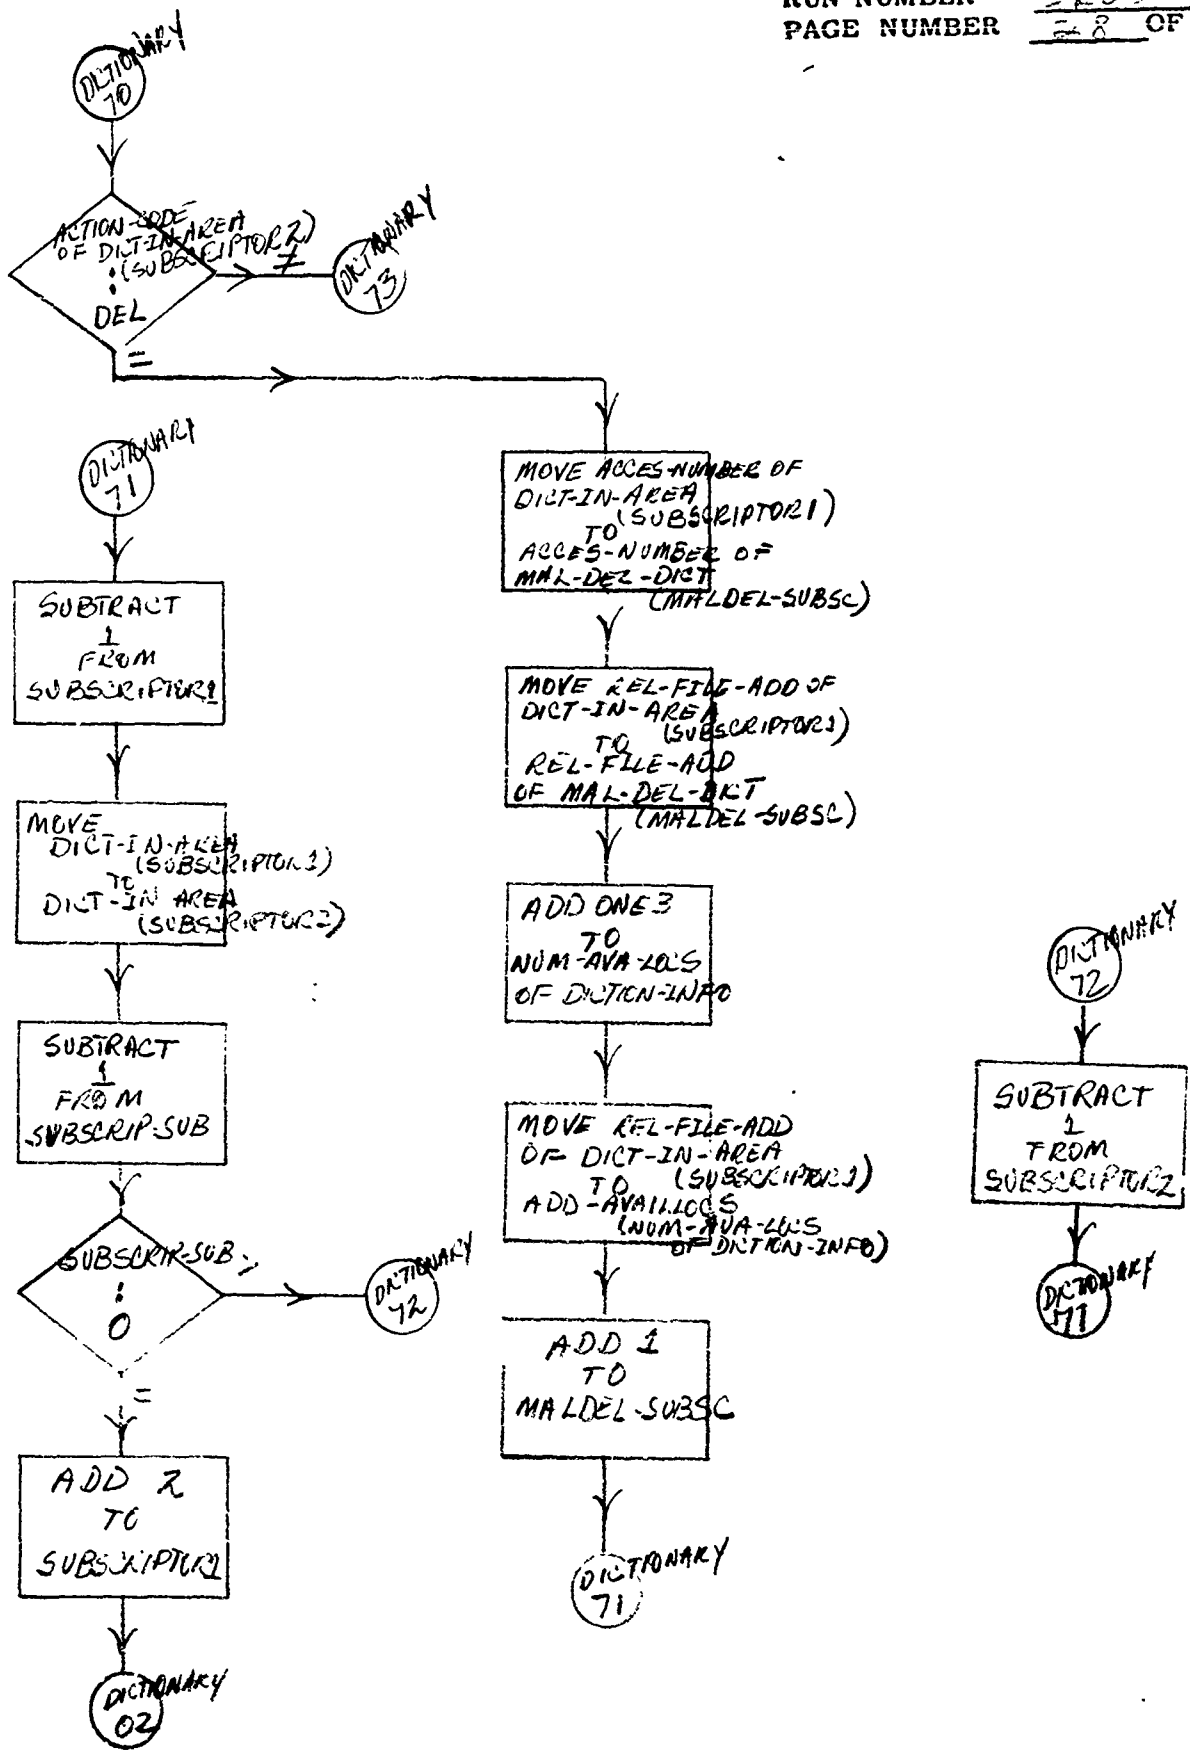 RUN NUMBER
PAGE NUMBER OF
DICTIONARY
70
ACTION-CODE
OF DICT-IN-AREA
(SUBSCRIPTOR2)
:
DEL
≠
=
DICTIONARY
73
DICTIONARY
71
SUBTRACT
1
FROM
SUBSCRIPTOR1
MOVE
DICT-IN-AREA
(SUBSCRIPTOR1)
TO
DICT-IN AREA
(SUBSCRIPTOR2)
SUBTRACT
1
FROM
SUBSCRIP-SUB
SUBSCRIP-SUB
:
0
=
DICTIONARY
72
ADD 2
TO
SUBSCRIPTOR1
DICTIONARY
02
MOVE ACCES-NUMBER OF
DICT-IN-AREA
(SUBSCRIPTOR1)
TO
ACCES-NUMBER OF
MAL-DEL-DICT
(MALDEL-SUBSC)
MOVE REL-FILE-ADD OF
DICT-IN-AREA
(SUBSCRIPTOR1)
TO
REL-FILE-ADD
OF MAL-DEL-DICT
(MALDEL-SUBSC)
ADD ONE3
TO
NUM-AVA-LOCS
OF DICTION-INFO
MOVE REL-FILE-ADD
OF DICT-IN-AREA
(SUBSCRIPTOR1)
TO
ADD-AVAILLOCS
(NUM-AVA-LOCS
OF DICTION-INFO)
ADD 1
TO
MALDEL-SUBSC
DICTIONARY
71
DICTIONARY
72
SUBTRACT
1
FROM
SUBSCRIPTOR2
DICTIONARY
71